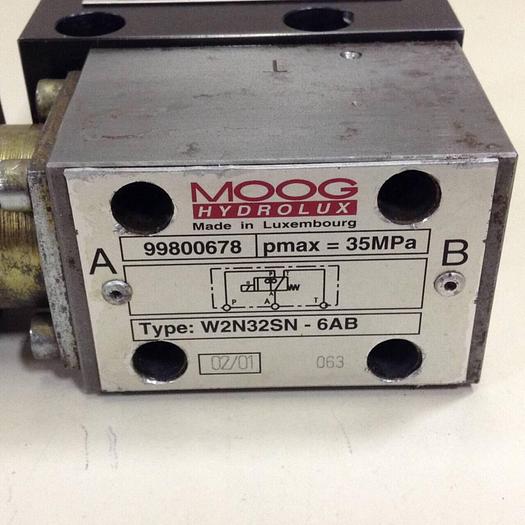 L
MOOG
HYDROLUX
Made in Luxembourg
99800678 pmax = 35MPa
A B
P A T
Type: W2N32SN - 6AB
02/01 063